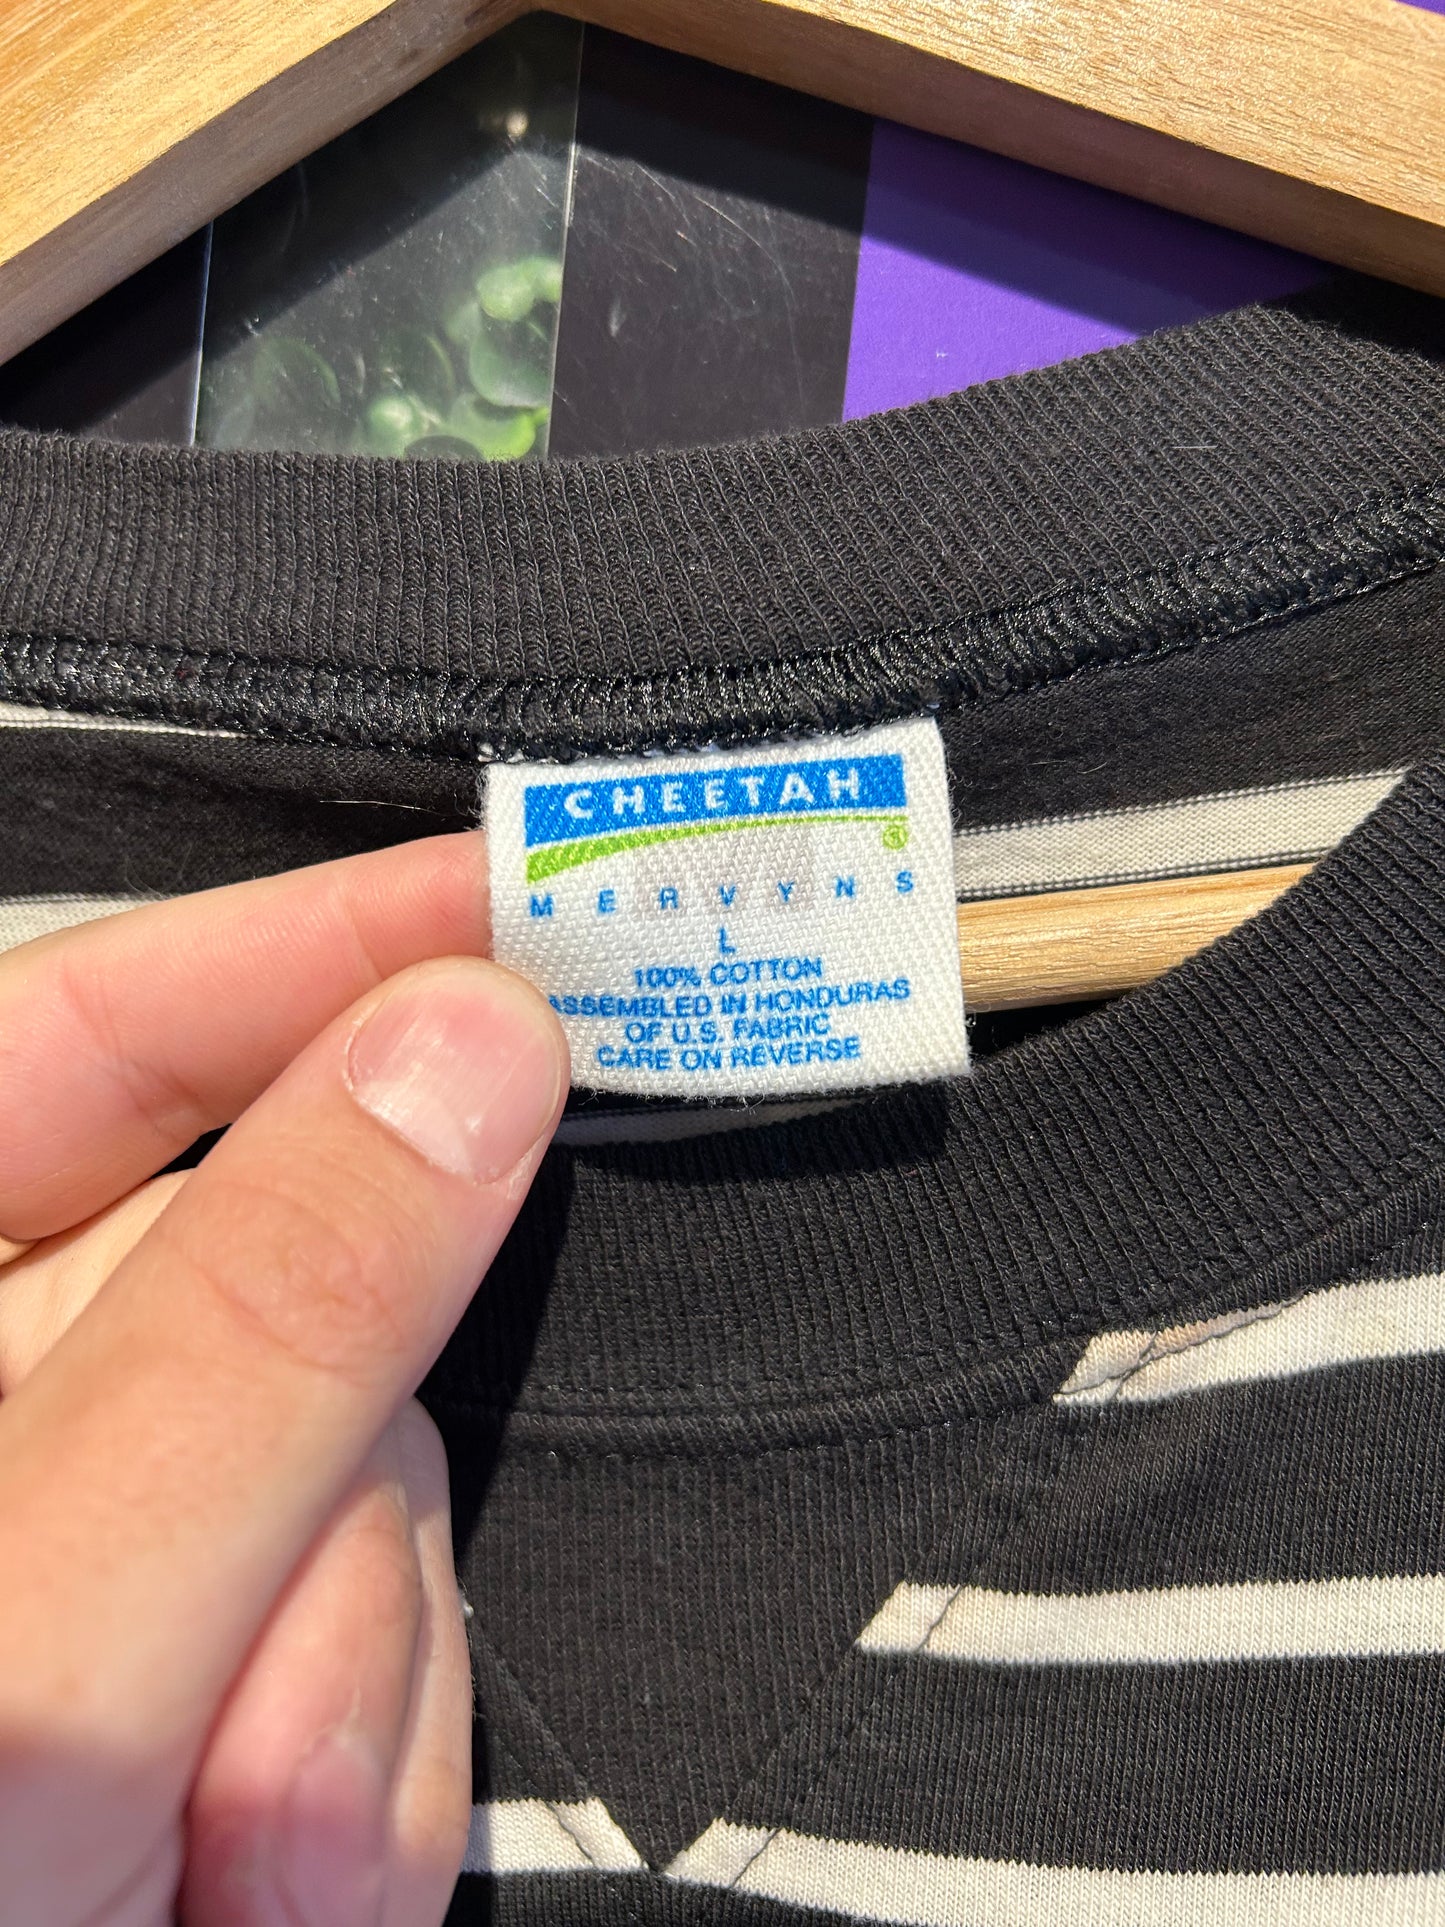 CHEETAH
®
MERVYNS
L
100% COTTON
ASSEMBLED IN HONDURAS
OF U.S. FABRIC
CARE ON REVERSE